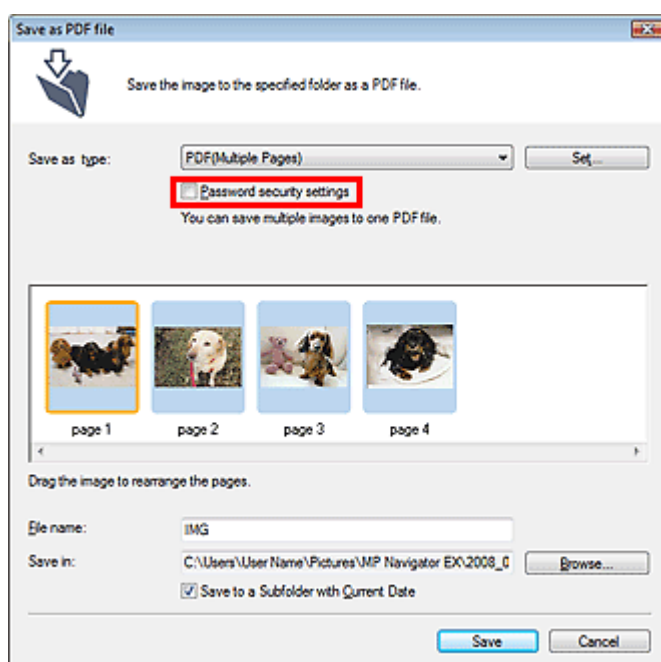 Save as PDF file
Save the image to the specified folder as a PDF file.
Save as type:
PDF(Multiple Pages)
Set...
Password security settings
You can save multiple images to one PDF file.
page 1
page 2
page 3
page 4
Drag the image to rearrange the pages.
File name:
IMG
Save in:
C:\Users\User Name\Pictures\MP Navigator EX\2008_0
Browse...
Save to a Subfolder with Current Date
Save
Cancel